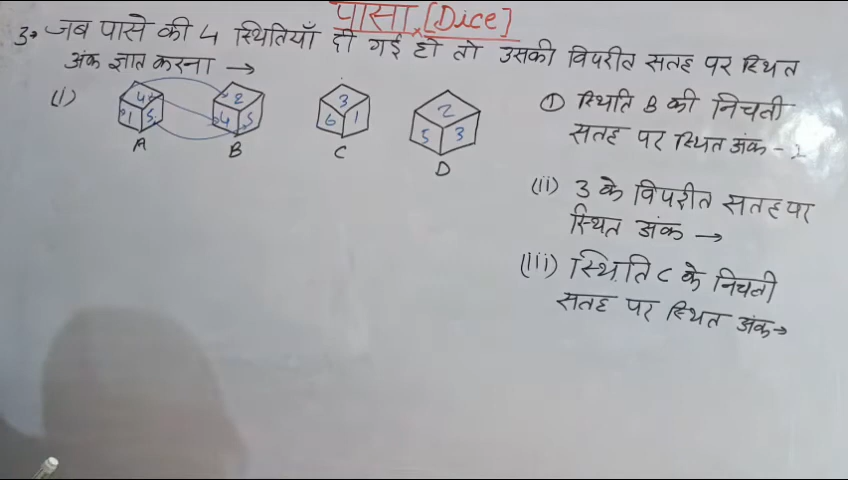 पासा [Dice]
3. जब पासे की 4 स्थितियाँ दी गई हो तो उसकी विपरीत सतह पर स्थित
अंक ज्ञात करना →
(i)
4 1 5
A
2 4 5
B
3 6 1
C
2 5 3
D
① स्थिति B की निचली
सतह पर स्थित अंक -
(ii) 3 के विपरीत सतह पर
स्थित अंक →
(iii) स्थिति C के निचली
सतह पर स्थित अंक →